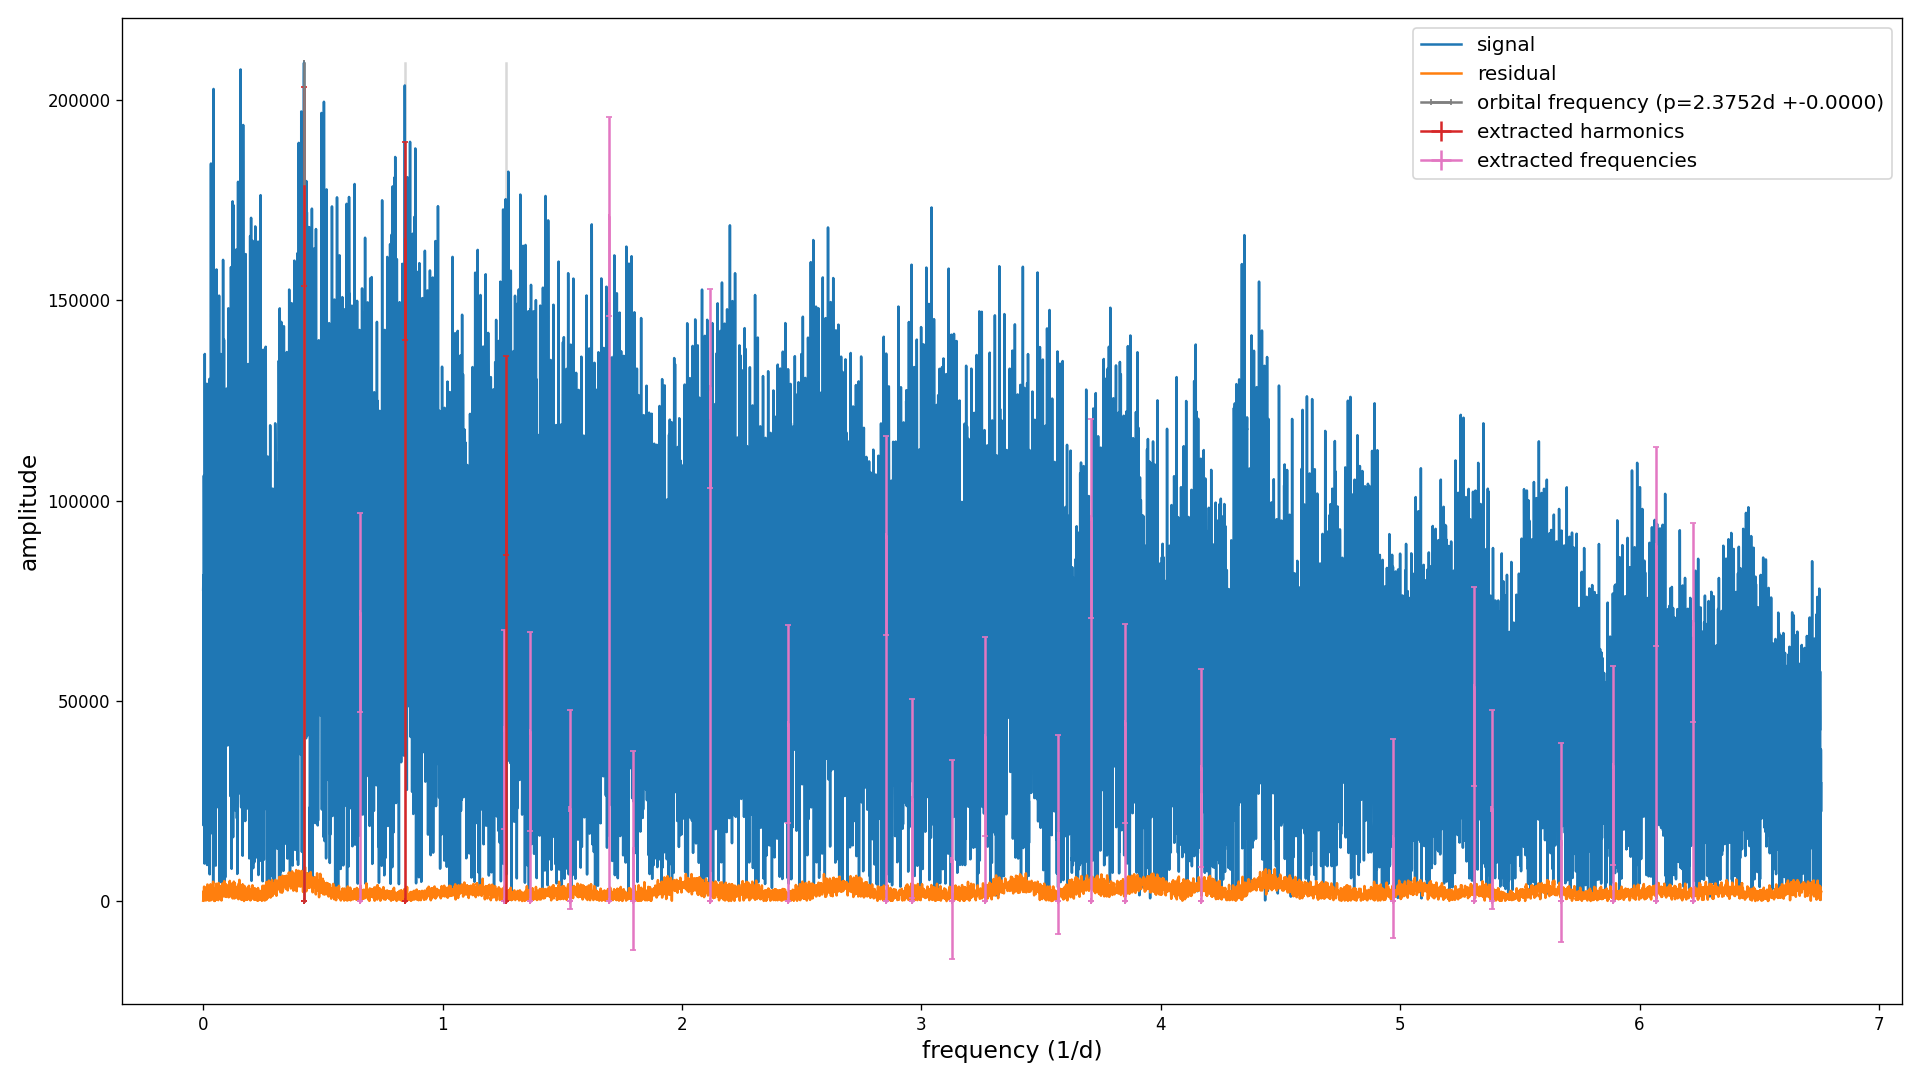 signal
residual
orbital frequency (p=2.3752d +-0.0000)
extracted harmonics
extracted frequencies
200000
150000
100000
50000
0
amplitude
0 1 2 3 4 5 6 7
frequency (1/d)